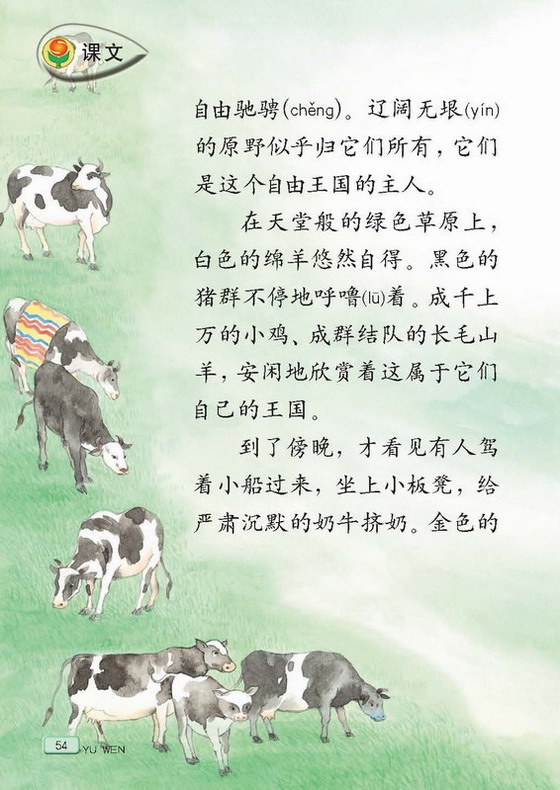 课文
自由驰骋(chěng)。辽阔无垠(yín)
的原野似乎归它们所有，它们
是这个自由王国的主人。
在天堂般的绿色草原上，
白色的绵羊悠然自得。黑色的
猪群不停地呼噜(lū)着。成千上
万的小鸡、成群结队的长毛山
羊，安闲地欣赏着这属于它们
自己的王国。
到了傍晚，才看见有人驾
着小船过来，坐上小板凳，给
严肃沉默的奶牛挤奶。金色的
54
YU WEN